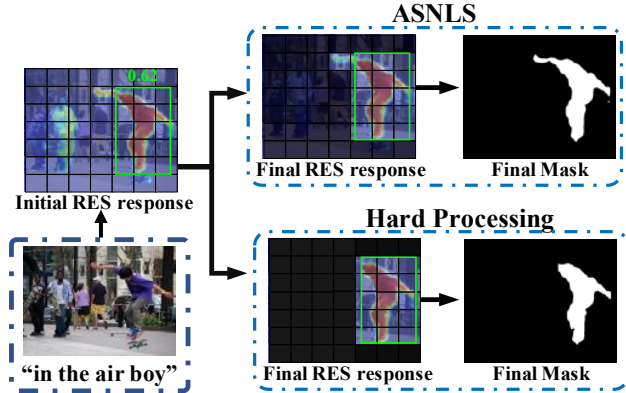 ASNLS
0.62
Initial RES response
Final RES response
Final Mask
Hard Processing
"in the air boy"
Final RES response
Final Mask